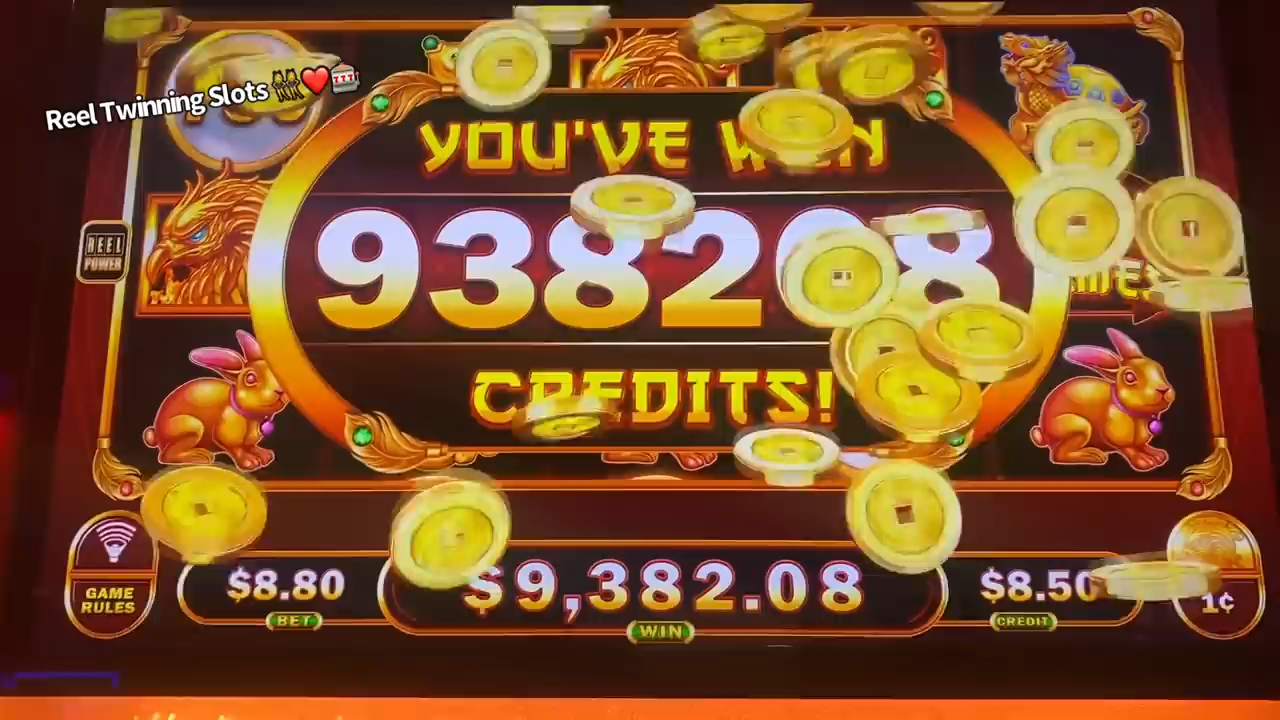 Reel Twinning Slots 👯❤️🎰
YOU'VE WON
938208
CREDITS!
REEL
POWER
GAME
RULES
$8.80
BET
$9,382.08
WIN
$8.50
CREDIT
1¢